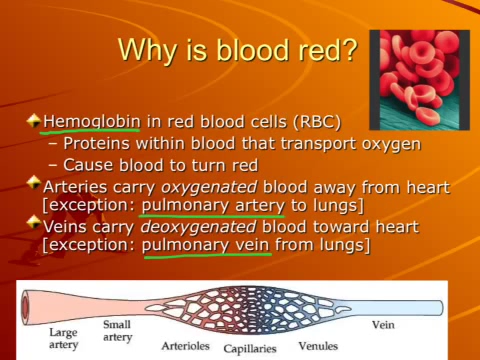 Why is blood red?
Hemoglobin in red blood cells (RBC)
– Proteins within blood that transport oxygen
– Cause blood to turn red
Arteries carry oxygenated blood away from heart
[exception: pulmonary artery to lungs]
Veins carry deoxygenated blood toward heart
[exception: pulmonary vein from lungs]
Large
artery
Small
artery
Arterioles
Capillaries
Venules
Vein